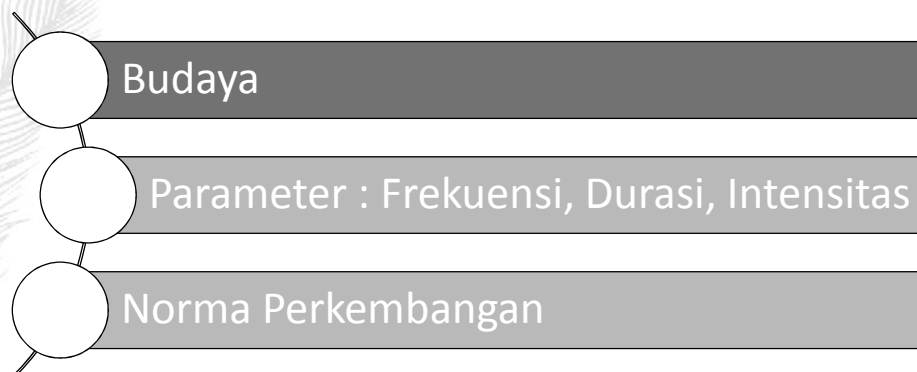 Budaya
Parameter : Frekuensi, Durasi, Intensitas
Norma Perkembangan